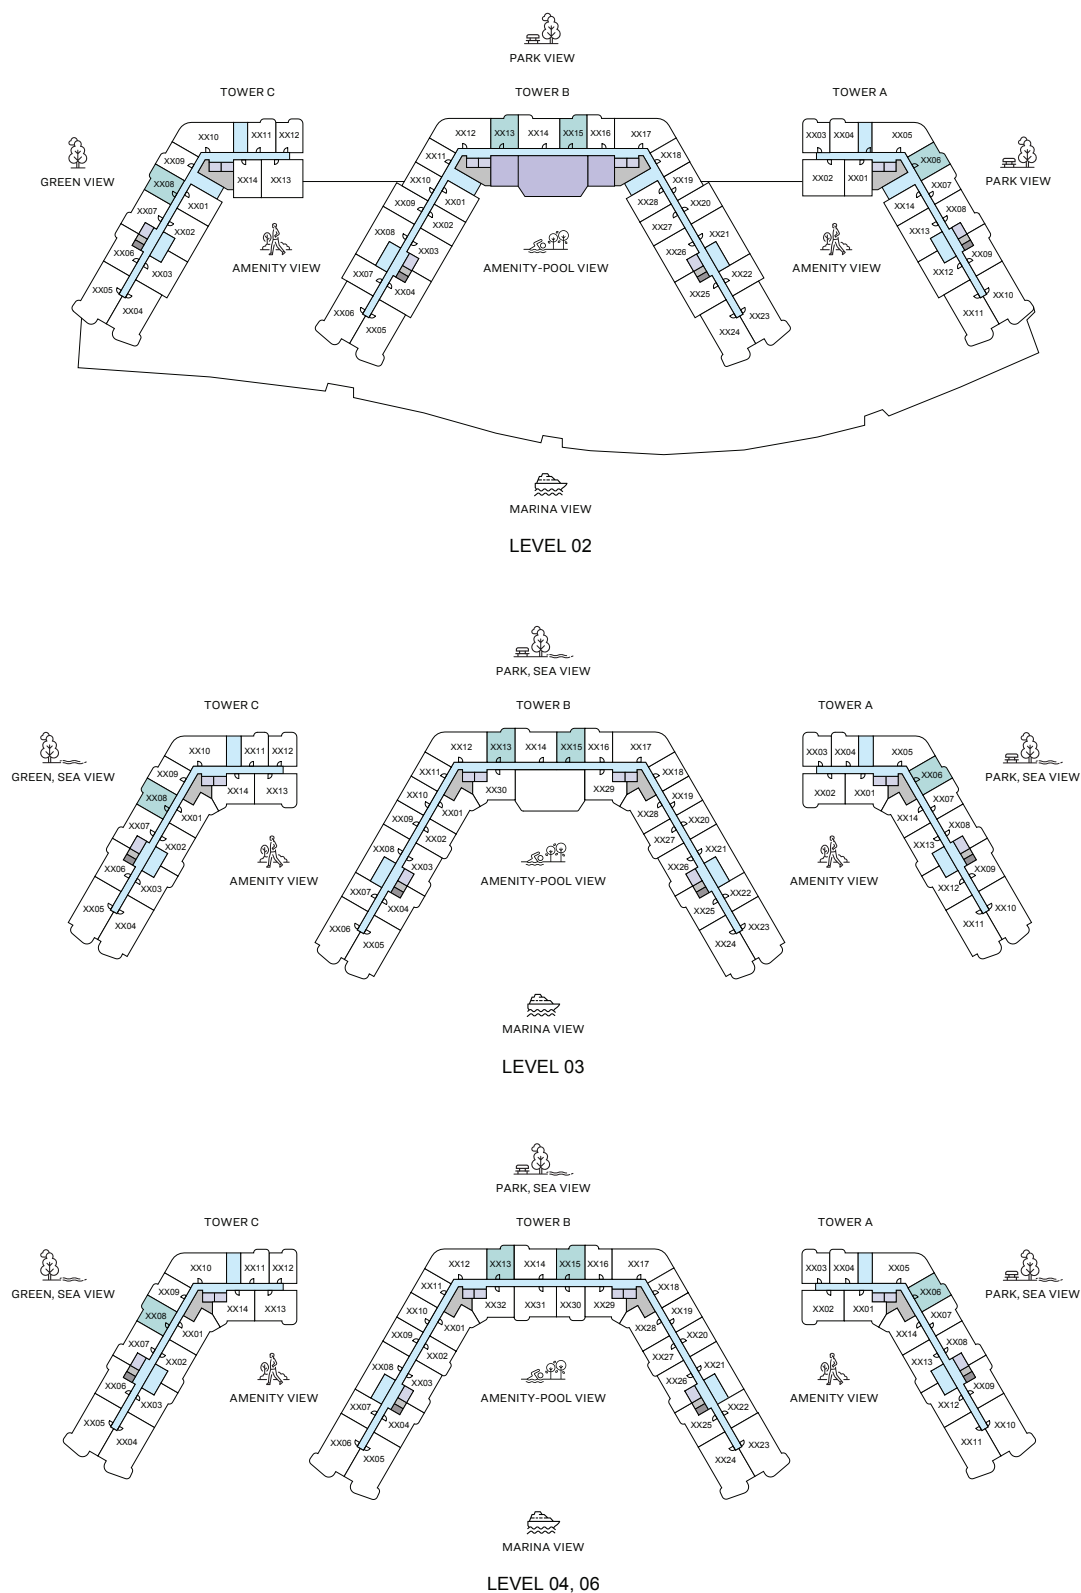 PARK VIEW
TOWER C
TOWER B
TOWER A
XX10 XX11 XX12
XX12 XX13 XX14 XX15 XX16 XX17
XX03 XX04 XX05
XX09
XX11
XX18
XX06
GREEN VIEW
XX08
XX14 XX13
XX10
XX19
XX02 XX01
XX07
PARK VIEW
XX07
XX01
XX09
XX01
XX28
XX20
XX14
XX08
XX02
XX08
XX02
XX27
XX21
XX13
XX06
XX03
XX07
XX03
XX26
XX22
XX12
XX09
AMENITY VIEW
AMENITY-POOL VIEW
AMENITY VIEW
XX05
XX04
XX06
XX04
XX25
XX23
XX11
XX10
XX05
XX24
MARINA VIEW
LEVEL 02
PARK, SEA VIEW
TOWER C
TOWER B
TOWER A
XX10 XX11 XX12
XX12 XX13 XX14 XX15 XX16 XX17
XX03 XX04 XX05
XX09
XX11
XX18
XX06
GREEN, SEA VIEW
XX08
XX14 XX13
XX10
XX30
XX29
XX19
XX02 XX01
XX07
PARK, SEA VIEW
XX07
XX01
XX09
XX01
XX28
XX20
XX14
XX08
XX06
XX02
XX08
XX02
XX27
XX21
XX13
XX09
XX03
XX07
XX03
XX26
XX22
XX12
AMENITY VIEW
AMENITY-POOL VIEW
AMENITY VIEW
XX05
XX04
XX06
XX04
XX25
XX23
XX11
XX10
XX05
XX24
MARINA VIEW
LEVEL 03
PARK, SEA VIEW
TOWER C
TOWER B
TOWER A
XX10 XX11 XX12
XX12 XX13 XX14 XX15 XX16 XX17
XX03 XX04 XX05
XX09
XX11
XX18
XX06
GREEN, SEA VIEW
XX08
XX14 XX13
XX10
XX32 XX31 XX30 XX29
XX19
XX02 XX01
XX07
PARK, SEA VIEW
XX07
XX01
XX09
XX01
XX28
XX20
XX14
XX08
XX06
XX02
XX08
XX02
XX27
XX21
XX13
XX09
XX03
XX07
XX03
XX26
XX22
XX12
AMENITY VIEW
AMENITY-POOL VIEW
AMENITY VIEW
XX05
XX04
XX06
XX04
XX25
XX23
XX11
XX10
XX05
XX24
MARINA VIEW
LEVEL 04, 06